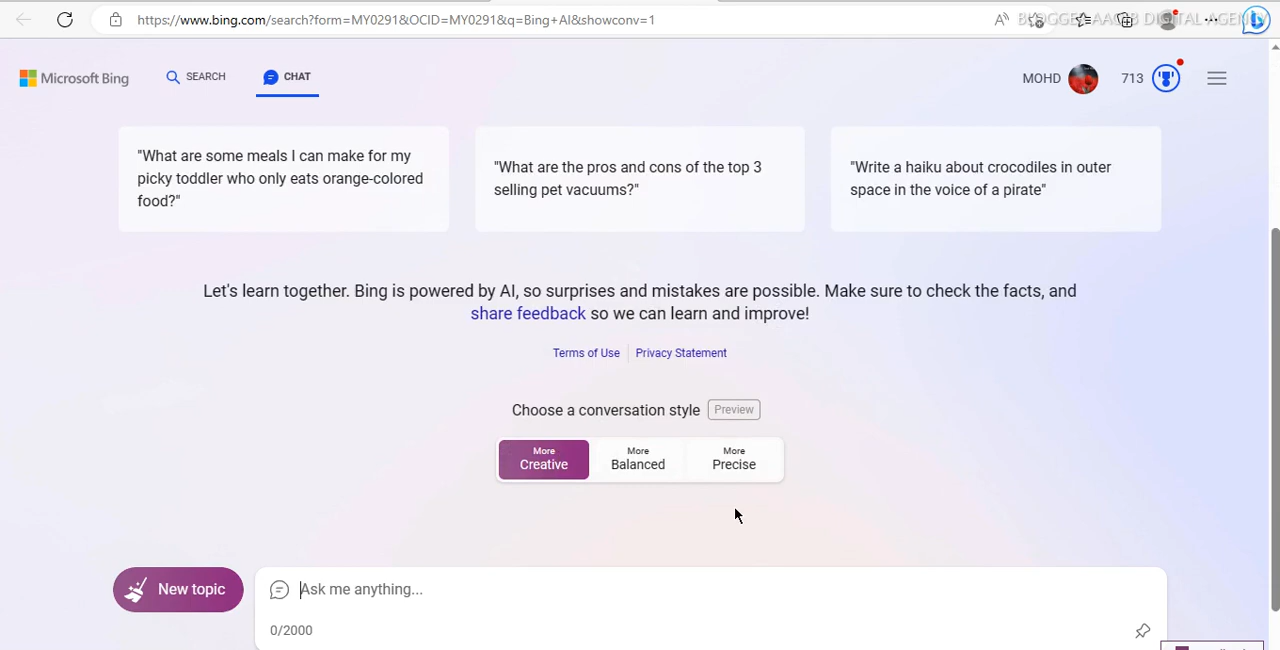 https://www.bing.com/search?form=MY0291&OCID=MY0291&q=Bing+AI&showconv=1
Microsoft Bing
SEARCH
CHAT
MOHD
713
"What are some meals I can make for my
picky toddler who only eats orange-colored
food?"
"What are the pros and cons of the top 3
selling pet vacuums?"
"Write a haiku about crocodiles in outer
space in the voice of a pirate"
Let's learn together. Bing is powered by AI, so surprises and mistakes are possible. Make sure to check the facts, and
share feedback so we can learn and improve!
Terms of Use
Privacy Statement
Choose a conversation style Preview
More
Creative
More
Balanced
More
Precise
New topic
Ask me anything...
0/2000